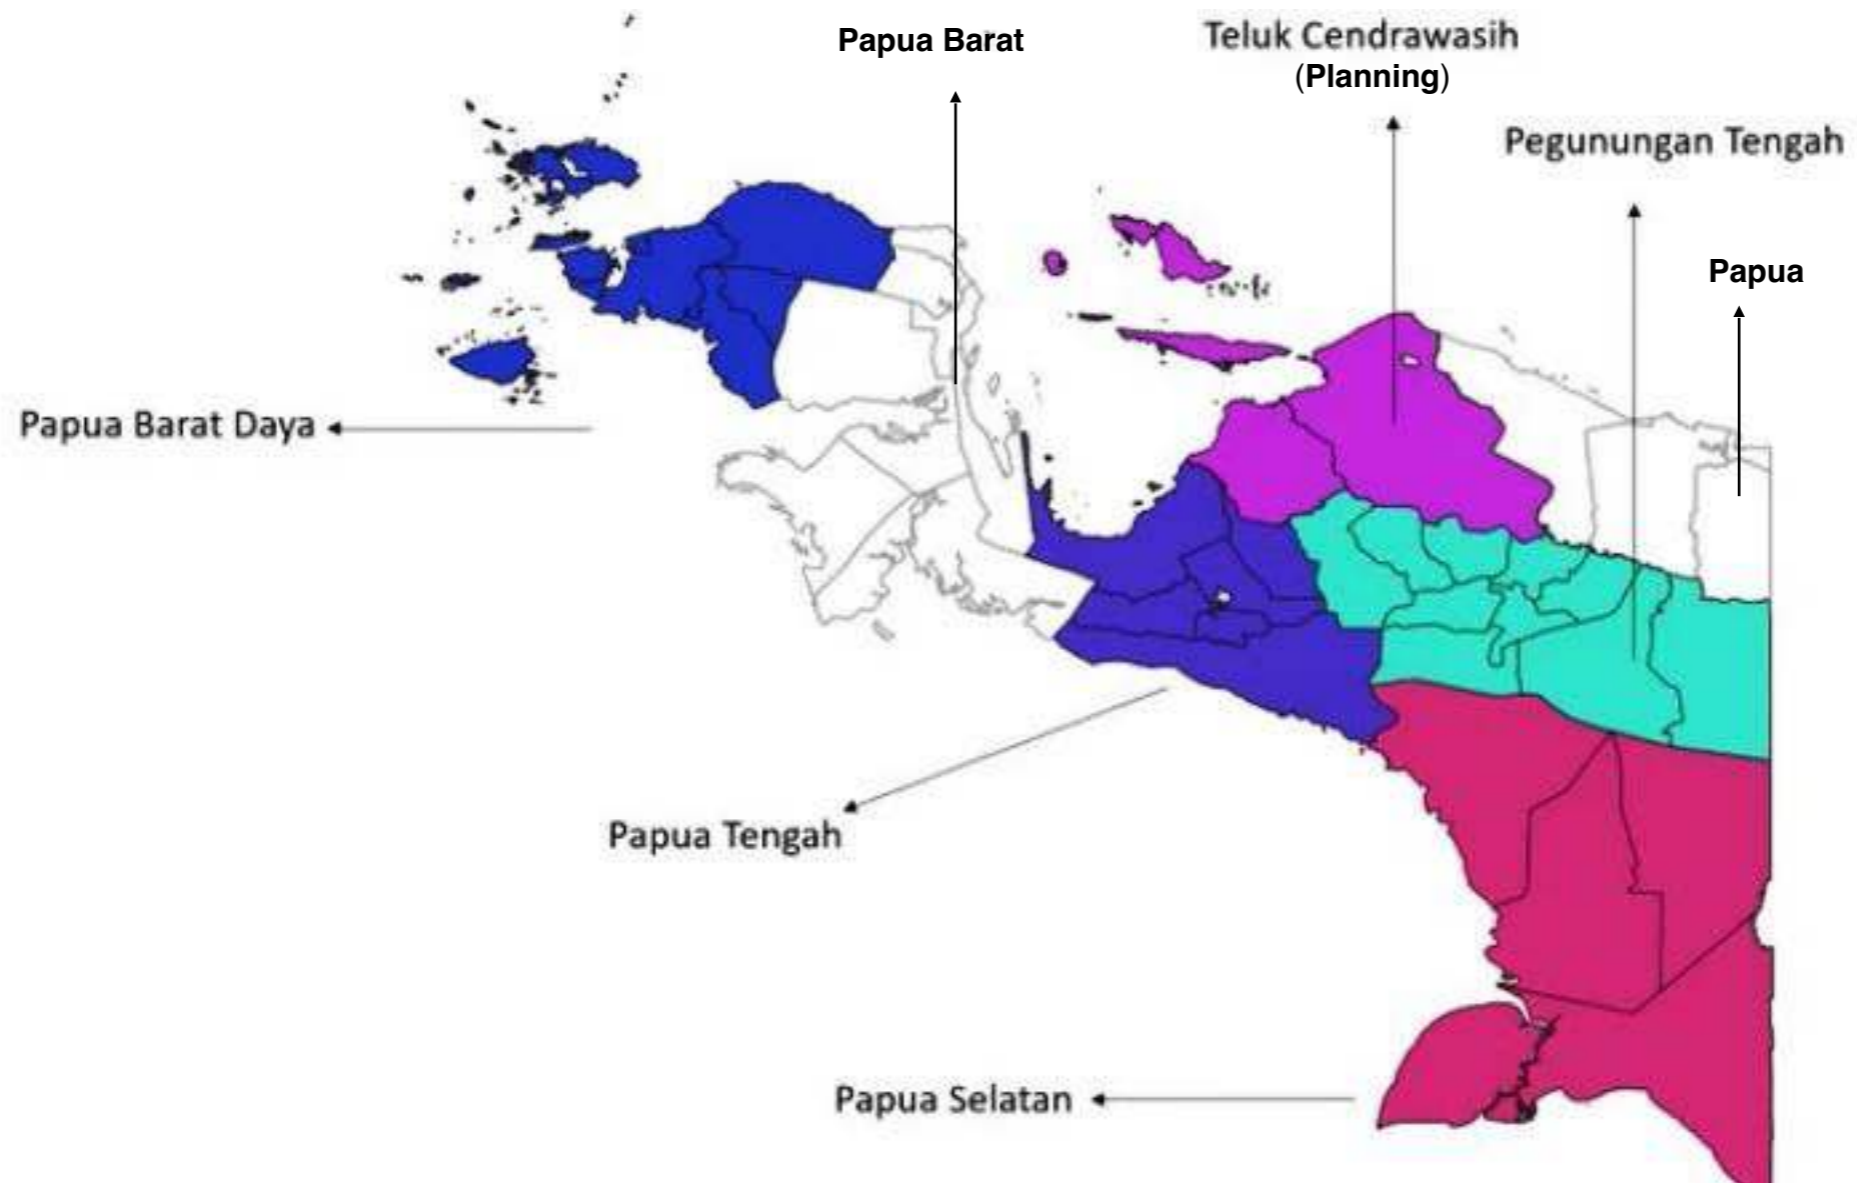 Papua Barat
Teluk Cendrawasih
(Planning)
Pegunungan Tengah
Papua
Papua Barat Daya
Papua Tengah
Papua Selatan